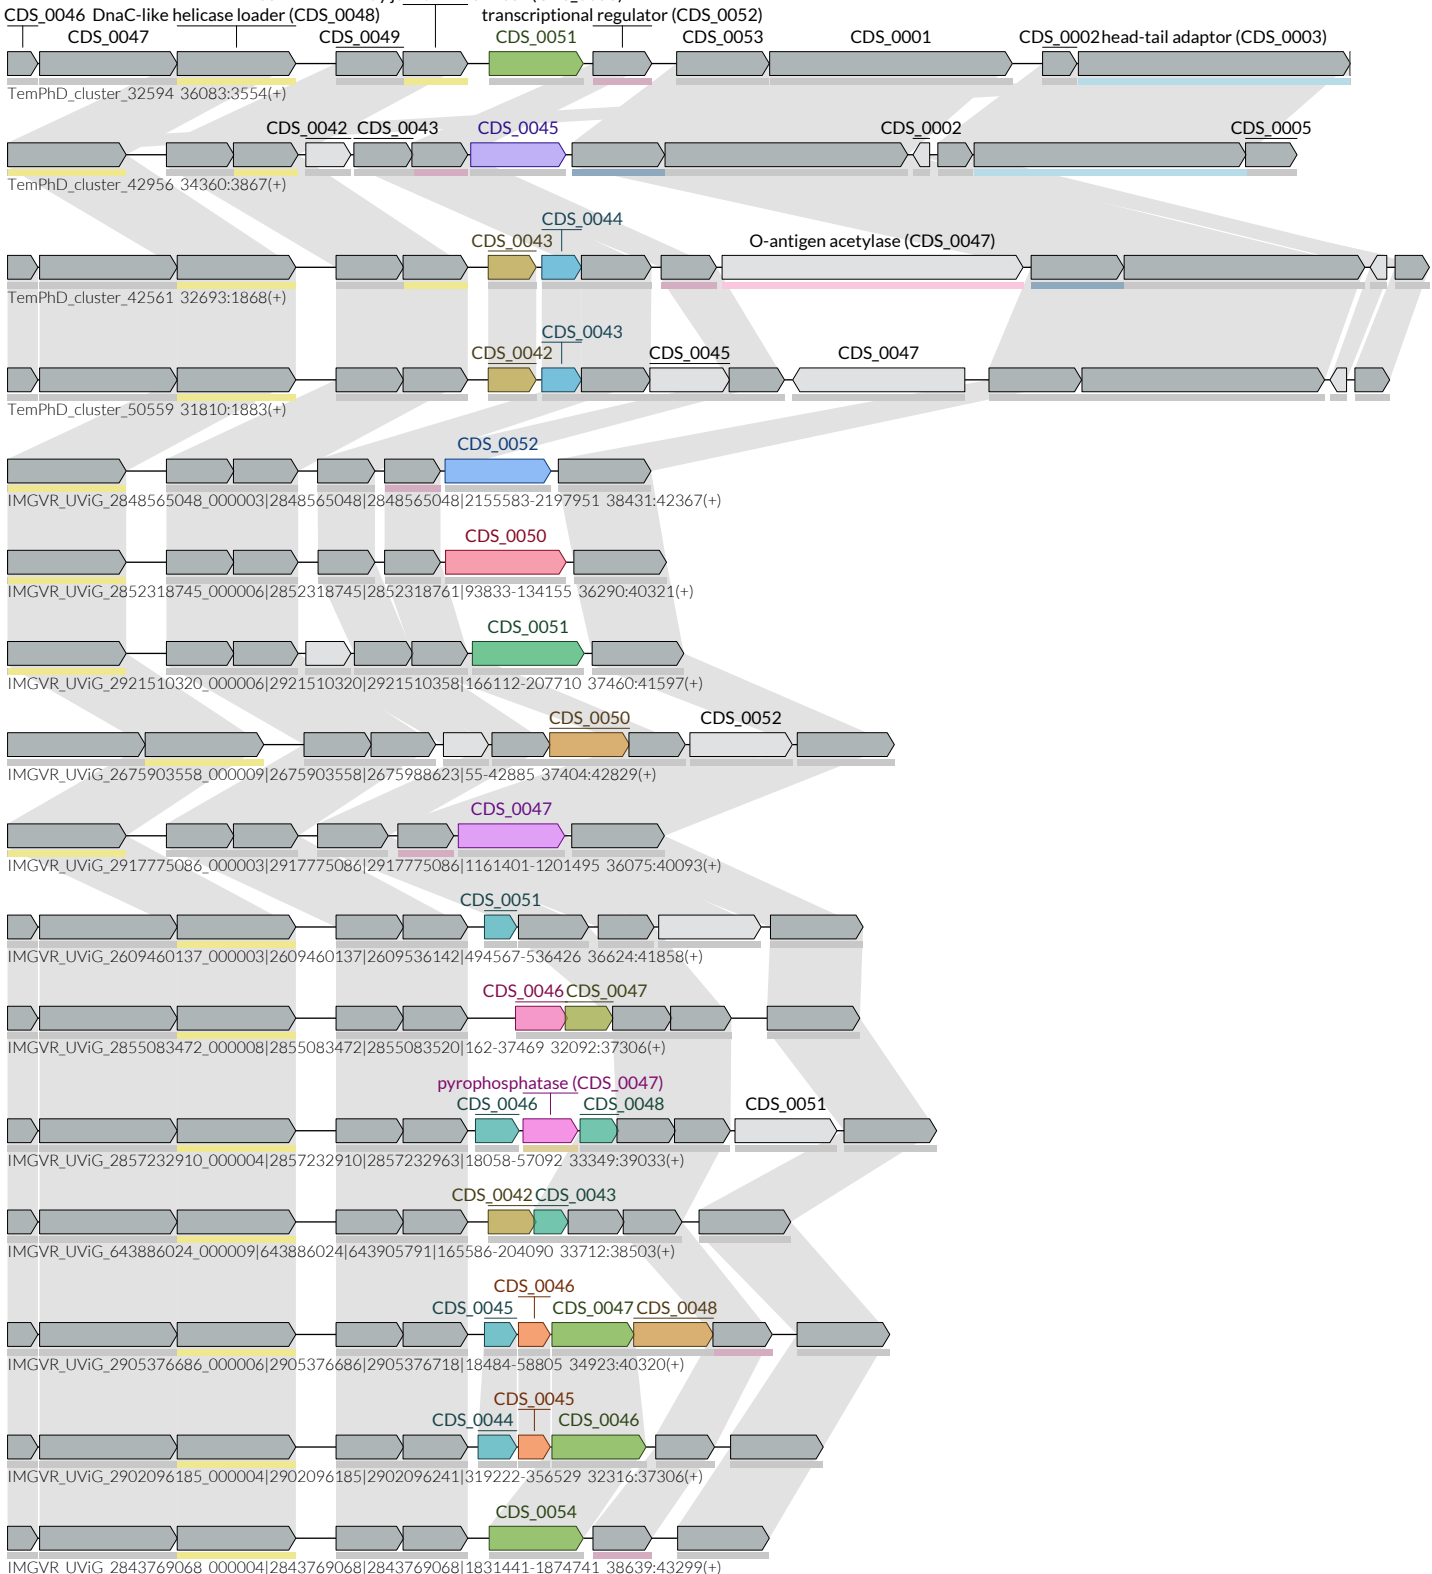 CDS_0046 DnaC-like helicase loader (CDS_0048) transcriptional regulator (CDS_0052)
CDS_0047 CDS_0049 CDS_0051 CDS_0053 CDS_0001 CDS_0002 head-tail adaptor (CDS_0003)
TemPhD_cluster_32594 36083:3554(+)
CDS_0042 CDS_0043 CDS_0045 CDS_0002 CDS_0005
TemPhD_cluster_42956 34360:3867(+)
CDS_0044
CDS_0043 O-antigen acetylase (CDS_0047)
TemPhD_cluster_42561 32693:1868(+)
CDS_0043
CDS_0042 CDS_0045 CDS_0047
TemPhD_cluster_50559 31810:1883(+)
CDS_0052
IMGVR_UViG_2848565048_000003|2848565048|2848565048|2155583-2197951 38431:42367(+)
CDS_0050
IMGVR_UViG_2852318745_000006|2852318745|2852318761|93833-134155 36290:40321(+)
CDS_0051
IMGVR_UViG_2921510320_000006|2921510320|2921510358|166112-207710 37460:41597(+)
CDS_0050 CDS_0052
IMGVR_UViG_2675903558_000009|2675903558|2675988623|55-42885 37404:42829(+)
CDS_0047
IMGVR_UViG_2917775086_000003|2917775086|2917775086|1161401-1201495 36075:40093(+)
CDS_0051
IMGVR_UViG_2609460137_000003|2609460137|2609536142|494567-536426 36624:41858(+)
CDS_0046 CDS_0047
IMGVR_UViG_2855083472_000008|2855083472|2855083520|162-37469 32092:37306(+)
pyrophosphatase (CDS_0047)
CDS_0046 CDS_0048 CDS_0051
IMGVR_UViG_2857232910_000004|2857232910|2857232963|18058-57092 33349:39033(+)
CDS_0042 CDS_0043
IMGVR_UViG_643886024_000009|643886024|643905791|165586-204090 33712:38503(+)
CDS_0046
CDS_0045 CDS_0047 CDS_0048
IMGVR_UViG_2905376686_000006|2905376686|2905376718|18484-58805 34923:40320(+)
CDS_0045
CDS_0044 CDS_0046
IMGVR_UViG_2902096185_000004|2902096185|2902096241|319222-356529 32316:37306(+)
CDS_0054
IMGVR_UViG_2843769068_000004|2843769068|2843769068|1831441-1874741 38639:43299(+)